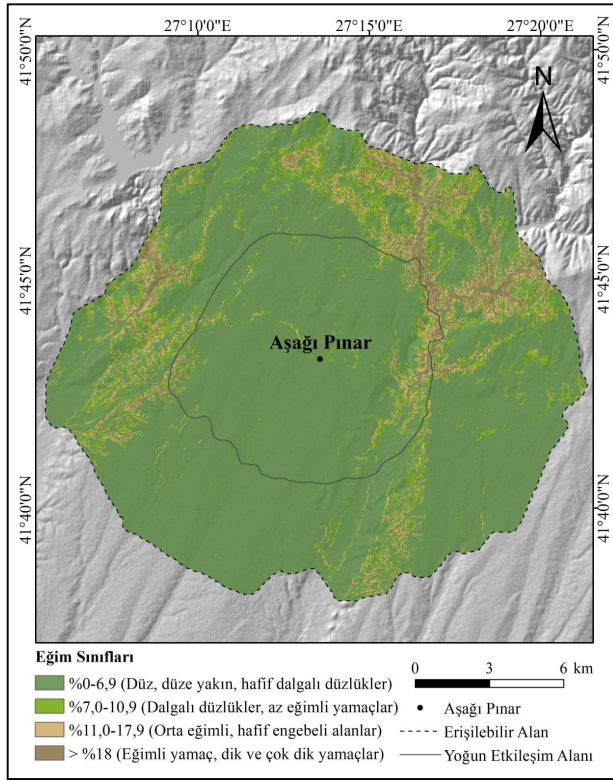 27°10'0"E
27°15'0"E
27°20'0"E
41°50'0"N
41°50'0"N
N
41°45'0"N
41°45'0"N
Aşağı Pınar
41°40'0"N
41°40'0"N
Eğim Sınıfları
%0-6,9 (Düz, düze yakın, hafif dalgalı düzlükler)
%7,0-10,9 (Dalgalı düzlükler, az eğimli yamaçlar)
%11,0-17,9 (Orta eğimli, hafif engebeli alanlar)
> %18 (Eğimli yamaç, dik ve çok dik yamaçlar)
0 3 6 km
Aşağı Pınar
Erişilebilir Alan
Yoğun Etkileşim Alanı